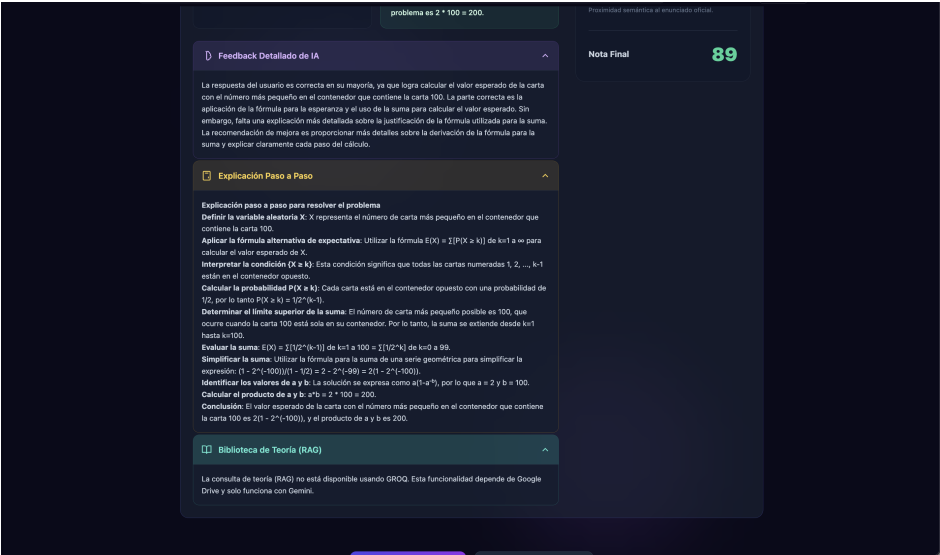 problema es 2 * 100 = 200.
Proximidad semántica al enunciado oficial.
Nota Final 89
Feedback Detallado de IA
La respuesta del usuario es correcta en su mayoría, ya que logra calcular el valor esperado de la carta
con el número más pequeño en el contenedor que contiene la carta 100. La parte correcta es la
aplicación de la fórmula para la esperanza y el uso de la suma para calcular el valor esperado. Sin
embargo, falta una explicación más detallada sobre la justificación de la fórmula utilizada para la suma.
La recomendación de mejora es proporcionar más detalles sobre la derivación de la fórmula para la
suma y explicar claramente cada paso del cálculo.
Explicación Paso a Paso
Explicación paso a paso para resolver el problema
Definir la variable aleatoria X: X representa el número de carta más pequeño en el contenedor que
contiene la carta 100.
Aplicar la fórmula alternativa de expectativa: Utilizar la fórmula E(X) = ∑[P(X ≥ k)] de k=1 a ∞ para
calcular el valor esperado de X.
Interpretar la condición {X ≥ k}: Esta condición significa que todas las cartas numeradas 1, 2, ..., k-1
están en el contenedor opuesto.
Calcular la probabilidad P(X ≥ k): Cada carta está en el contenedor opuesto con una probabilidad de
1/2, por lo tanto P(X ≥ k) = 1/2^(k-1).
Determinar el límite superior de la suma: El número de carta más pequeño posible es 100, que
ocurre cuando la carta 100 está sola en su contenedor. Por lo tanto, la suma se extiende desde k=1
hasta k=100.
Evaluar la suma: E(X) = ∑[1/2^(k-1)] de k=1 a 100 = ∑[1/2^k] de k=0 a 99.
Simplificar la suma: Utilizar la fórmula para la suma de una serie geométrica para simplificar la
expresión: (1 - 2^(-100))/(1 - 1/2) = 2 - 2^(-99) = 2(1 - 2^(-100)).
Identificar los valores de a y b: La solución se expresa como a(1-a⁻ᵇ), por lo que a = 2 y b = 100.
Calcular el producto de a y b: a*b = 2 * 100 = 200.
Conclusión: El valor esperado de la carta con el número más pequeño en el contenedor que contiene
la carta 100 es 2(1 - 2^(-100)), y el producto de a y b es 200.
Biblioteca de Teoría (RAG)
La consulta de teoría (RAG) no está disponible usando GROQ. Esta funcionalidad depende de Google
Drive y solo funciona con Gemini.